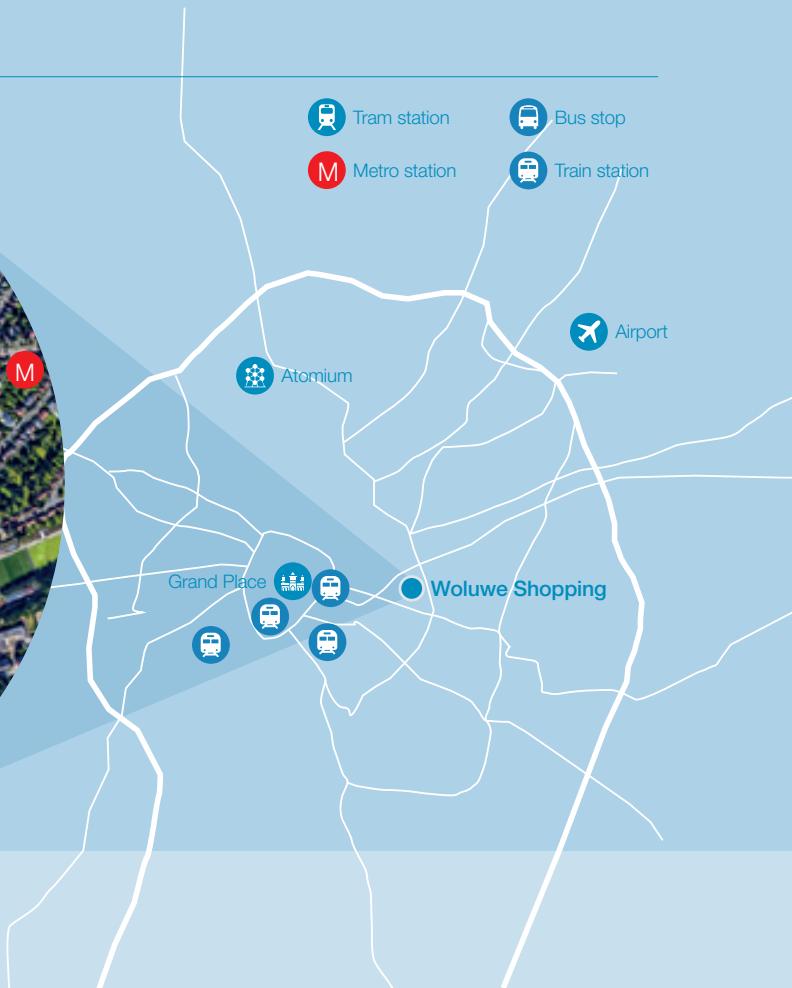 Tram station
Bus stop
M
Metro station
Train station
Airport
M
Atomium
Grand Place
Woluwe Shopping